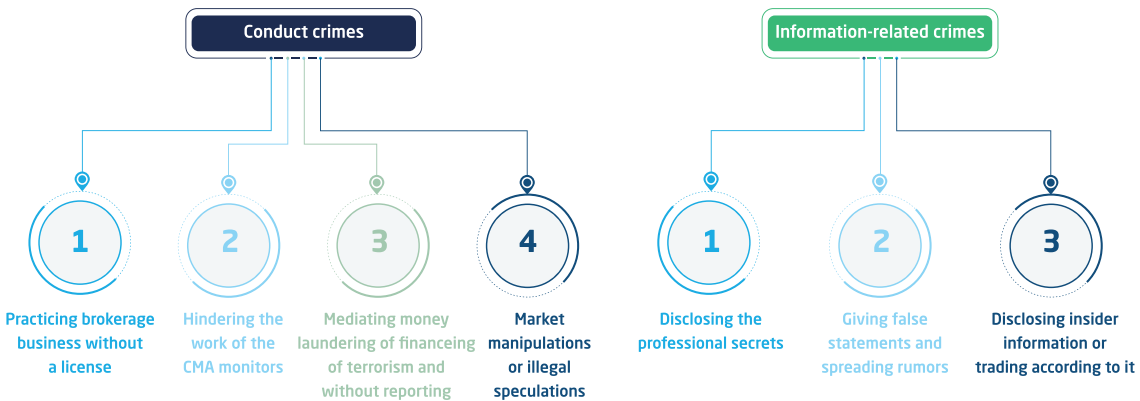 Conduct crimes
1
Practicing brokerage
business without
a license
2
Hindering the
work of the
CMA monitors
3
Mediating money
laundering of financeing
of terrorism and
without reporting
4
Market
manipulations
or illegal
speculations
Information-related crimes
1
Disclosing the
professional secrets
2
Giving false
statements and
spreading rumors
3
Disclosing insider
information or
trading according to it